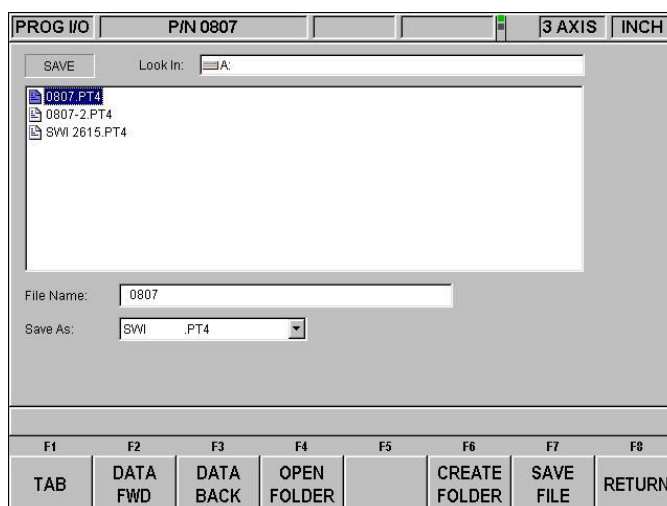 PROG I/O P/N 0807 3 AXIS INCH
SAVE Look In: A:
0807.PT4
0807-2.PT4
SWI 2615.PT4
File Name: 0807
Save As: SWI .PT4
F1 F2 F3 F4 F5 F6 F7 F8
TAB DATA FWD DATA BACK OPEN FOLDER CREATE FOLDER SAVE FILE RETURN